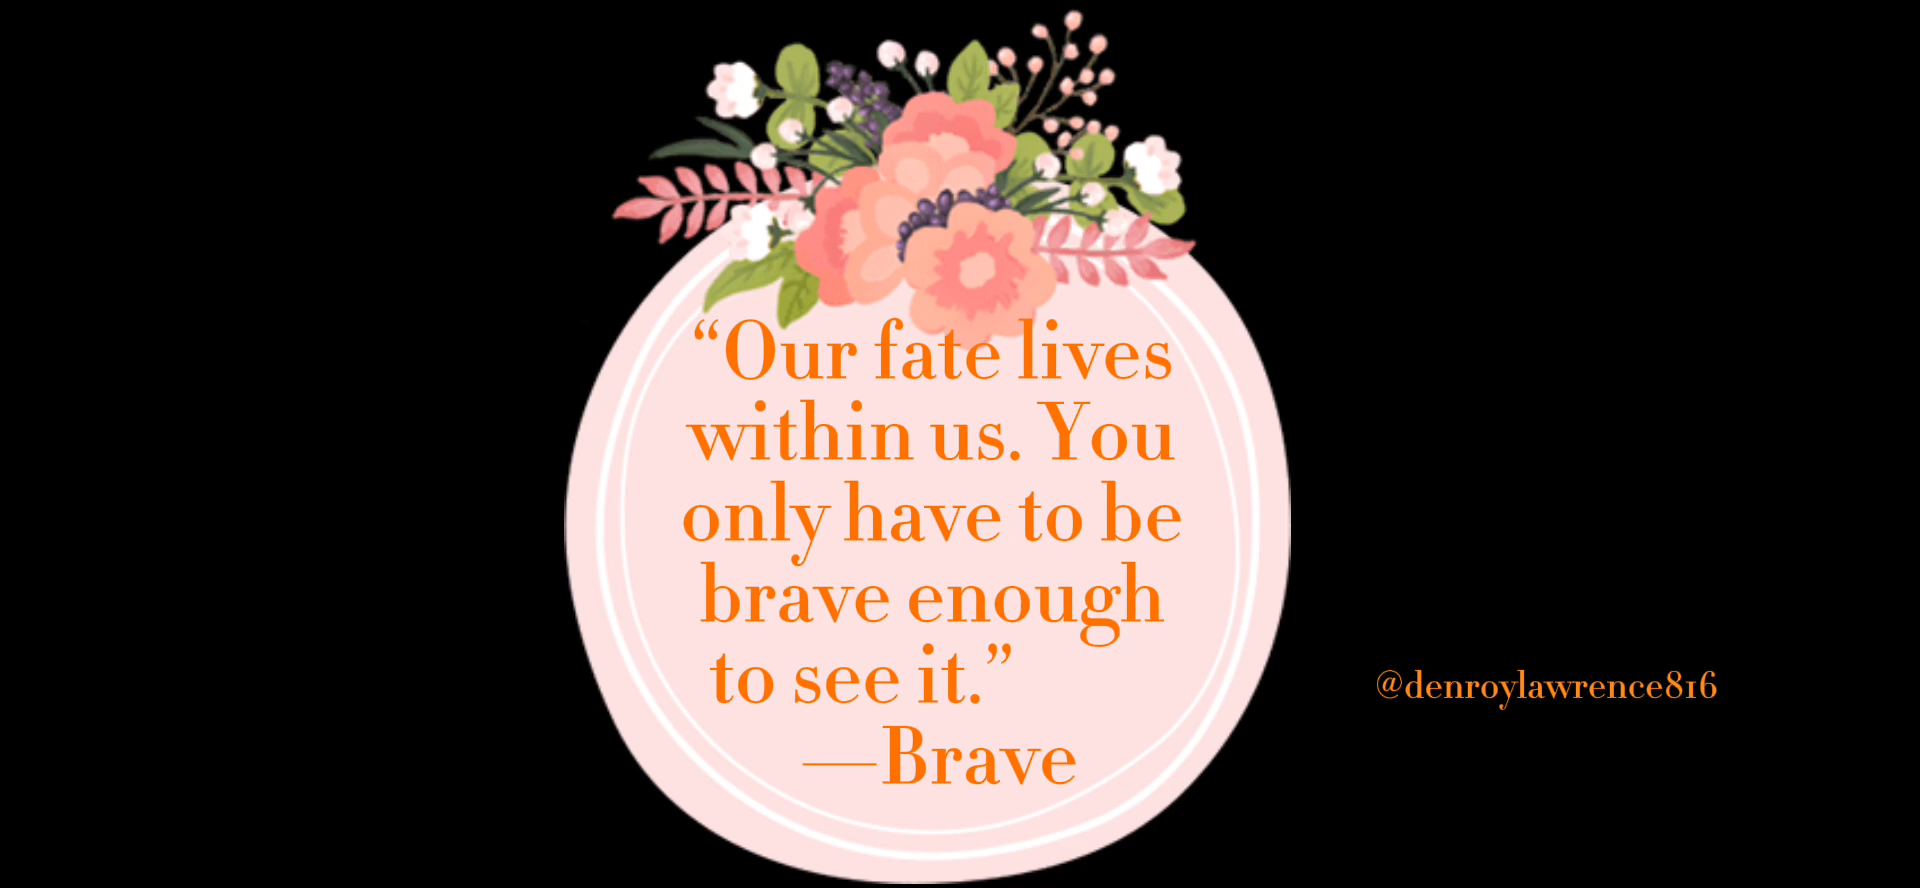 “Our fate lives
within us. You
only have to be
brave enough
to see it.”
—Brave
@denroylawrence816